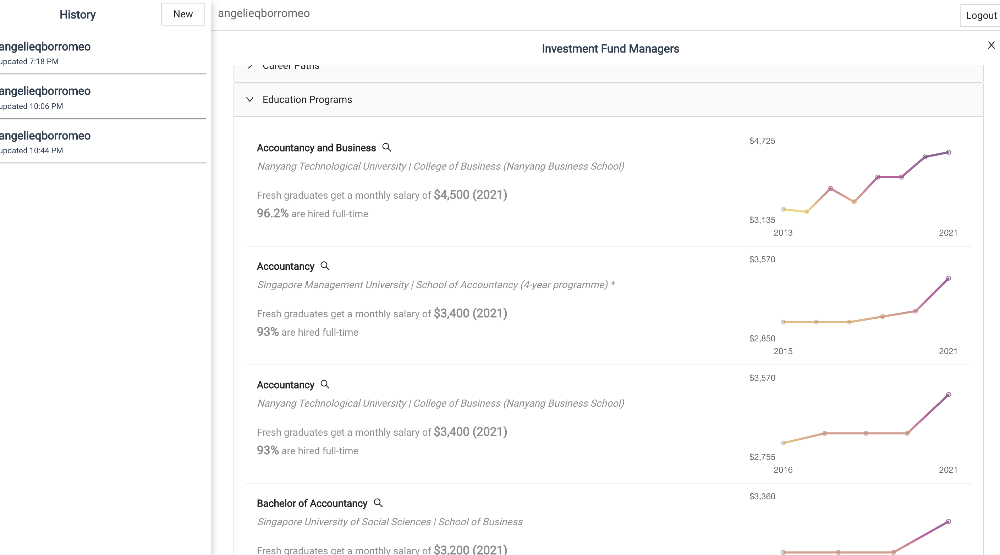 History
New
angelieqborromeo
updated 7:18 PM
angelieqborromeo
updated 10:06 PM
angelieqborromeo
updated 10:44 PM
angelieqborromeo
Logout
Investment Fund Managers
X
Career Paths
Education Programs
Accountancy and Business
Nanyang Technological University | College of Business (Nanyang Business School)
Fresh graduates get a monthly salary of $4,500 (2021)
96.2% are hired full-time
$4,725
$3,135
2013 2021
Accountancy
Singapore Management University | School of Accountancy (4-year programme) *
Fresh graduates get a monthly salary of $3,400 (2021)
93% are hired full-time
$3,570
$2,850
2015 2021
Accountancy
Nanyang Technological University | College of Business (Nanyang Business School)
Fresh graduates get a monthly salary of $3,400 (2021)
93% are hired full-time
$3,570
$2,755
2016 2021
Bachelor of Accountancy
Singapore University of Social Sciences | School of Business
Fresh graduates get a monthly salary of $3,200 (2021)
$3,360